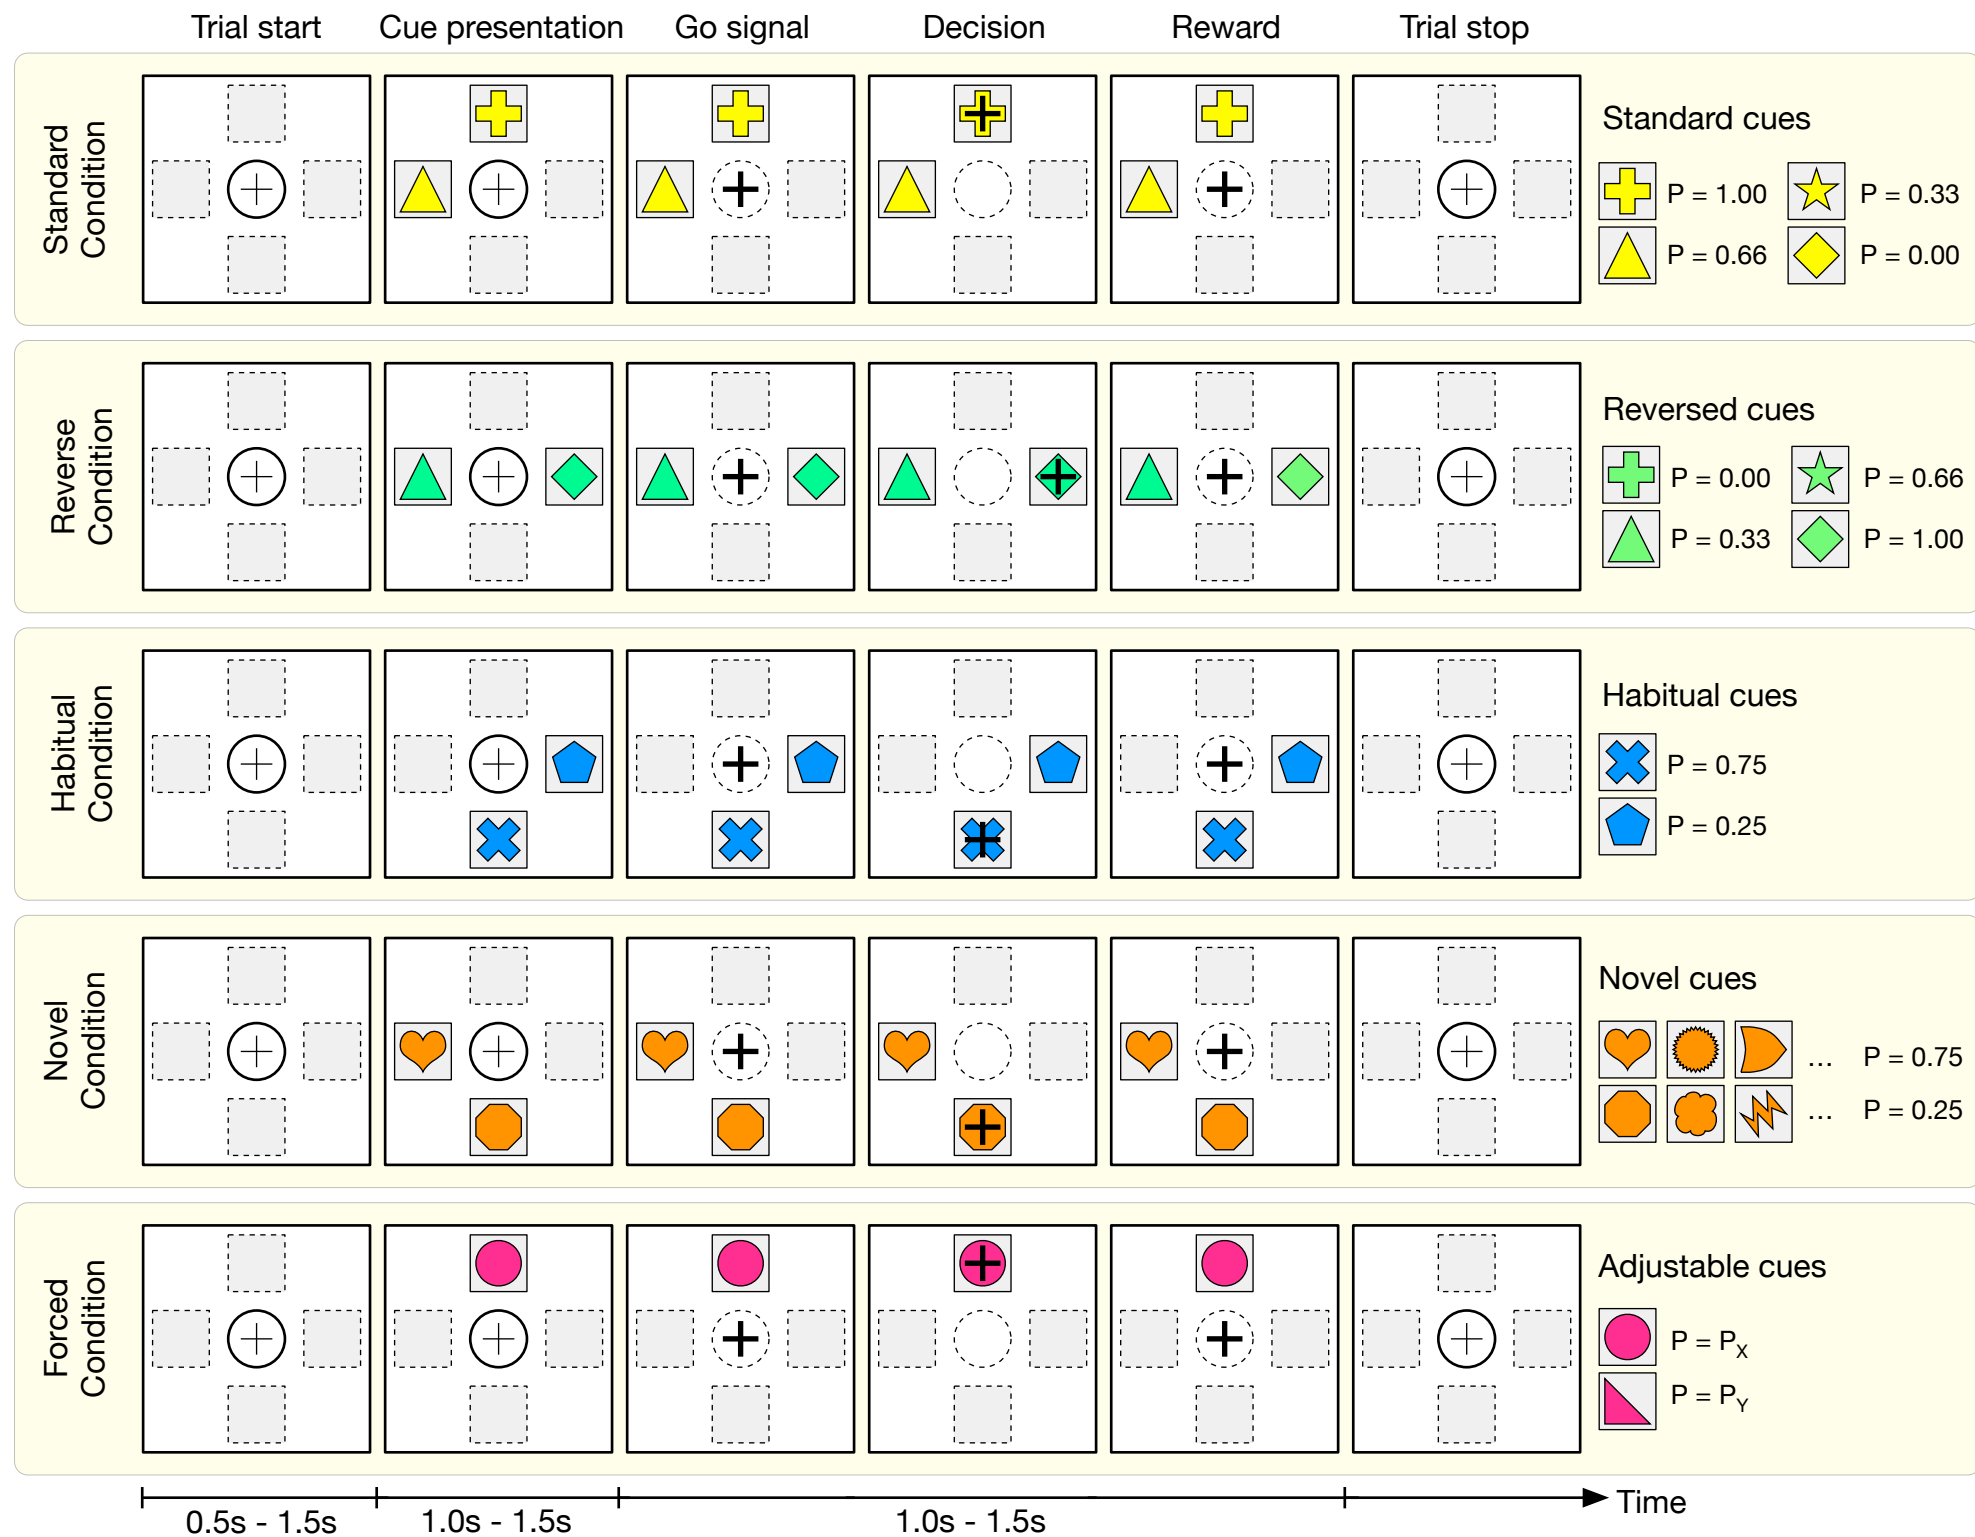 Trial start
Cue presentation
Go signal
Decision
Reward
Trial stop
Standard
Condition
Standard cues
P = 1.00
P = 0.33
P = 0.66
P = 0.00
Reverse
Condition
Reversed cues
P = 0.00
P = 0.66
P = 0.33
P = 1.00
Habitual
Condition
Habitual cues
P = 0.75
P = 0.25
Novel
Condition
Novel cues
... P = 0.75
... P = 0.25
Forced
Condition
Adjustable cues
P = PX
P = PY
0.5s - 1.5s
1.0s - 1.5s
1.0s - 1.5s
Time